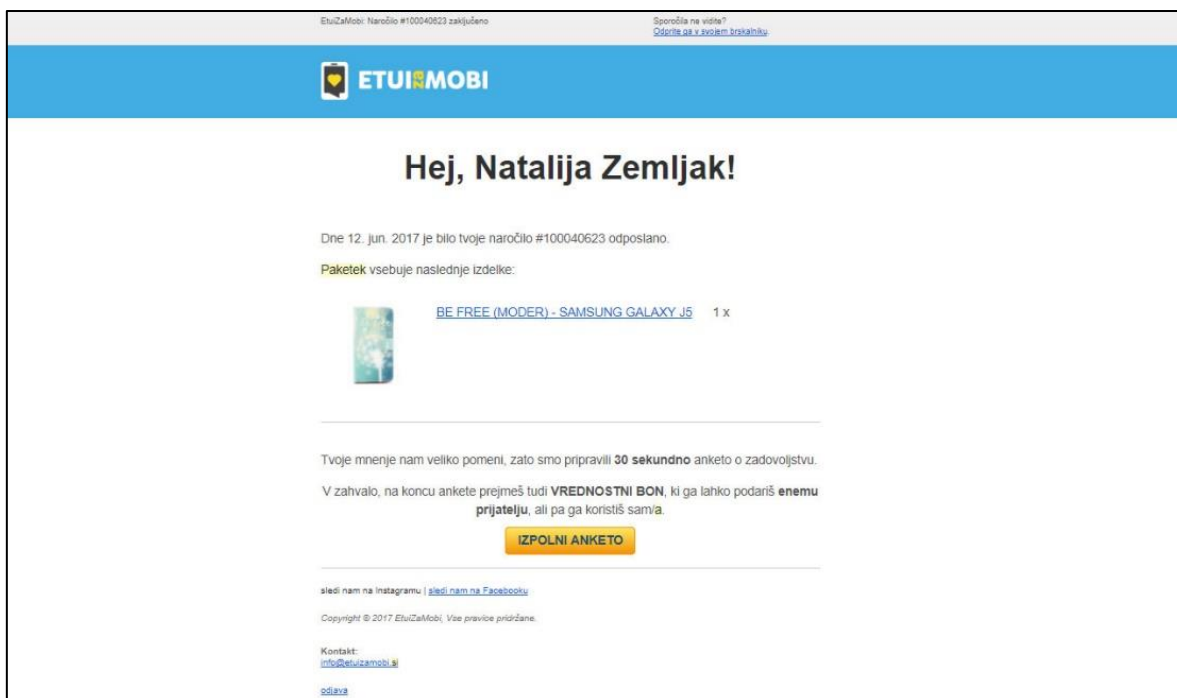 EtuiZaMobi: Naročilo #100040623 zaključeno
Sporočila ne vidite?
Odprite ga v svojem brskalniku.
ETUIZAMOBI
Hej, Natalija Zemljak!
Dne 12. jun. 2017 je bilo tvoje naročilo #100040623 odposlano.
Paketek vsebuje naslednje izdelke:
BE FREE (MODER) - SAMSUNG GALAXY J5 1 x
Tvoje mnenje nam veliko pomeni, zato smo pripravili 30 sekundno anketo o zadovoljstvu.
V zahvalo, na koncu ankete prejmeš tudi VREDNOSTNI BON, ki ga lahko podariš enemu
prijatelju, ali pa ga koristiš sam/a.
IZPOLNI ANKETO
sledi nam na Instagramu | sledi nam na Facebooku
Copyright © 2017 EtuiZaMobi, Vse pravice pridržane.
Kontakt:
info@etuizamobi.si
odjava